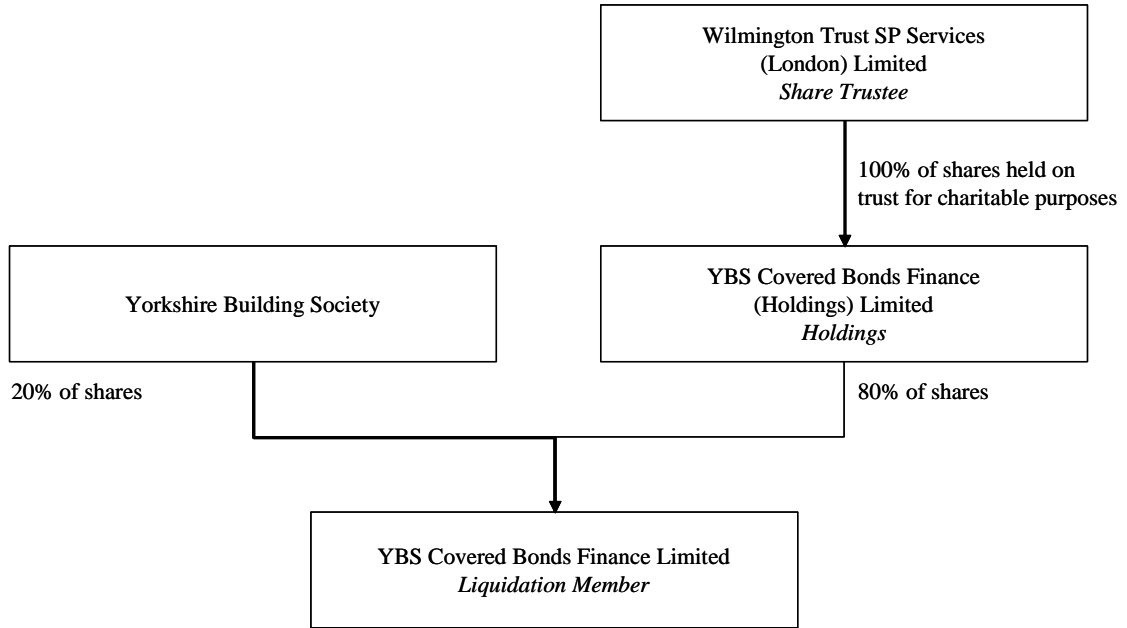 Wilmington Trust SP Services
(London) Limited
Share Trustee
100% of shares held on
trust for charitable purposes
Yorkshire Building Society
YBS Covered Bonds Finance
(Holdings) Limited
Holdings
20% of shares
80% of shares
YBS Covered Bonds Finance Limited
Liquidation Member